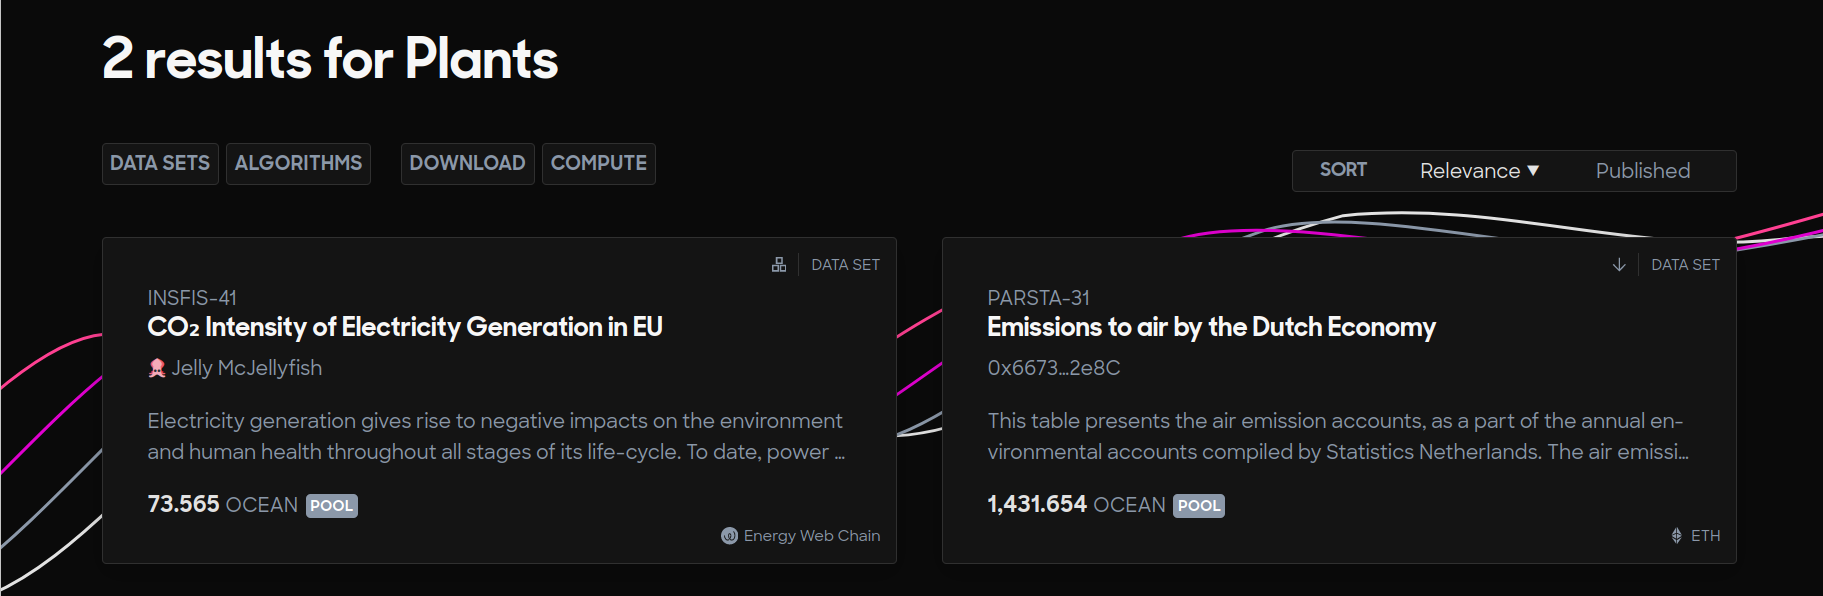 2 results for Plants
DATA SETS ALGORITHMS DOWNLOAD COMPUTE
SORT Relevance ▼ Published
DATA SET
INSFIS-41
CO₂ Intensity of Electricity Generation in EU
Jelly McJellyfish
Electricity generation gives rise to negative impacts on the environment
and human health throughout all stages of its life-cycle. To date, power ...
73.565 OCEAN POOL
Energy Web Chain
DATA SET
PARSTA-31
Emissions to air by the Dutch Economy
0x6673...2e8C
This table presents the air emission accounts, as a part of the annual en-
vironmental accounts compiled by Statistics Netherlands. The air emissi...
1,431.654 OCEAN POOL
ETH